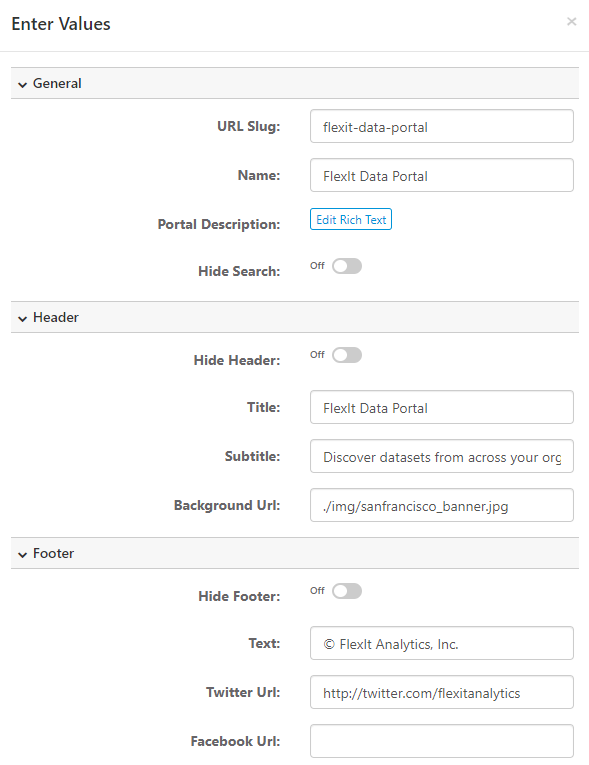 Enter Values ×
General
URL Slug: flexit-data-portal
Name: FlexIt Data Portal
Portal Description: Edit Rich Text
Hide Search: Off
Header
Hide Header: Off
Title: FlexIt Data Portal
Subtitle: Discover datasets from across your org
Background Url: ./img/sanfrancisco_banner.jpg
Footer
Hide Footer: Off
Text: © FlexIt Analytics, Inc.
Twitter Url: http://twitter.com/flexitanalytics
Facebook Url: